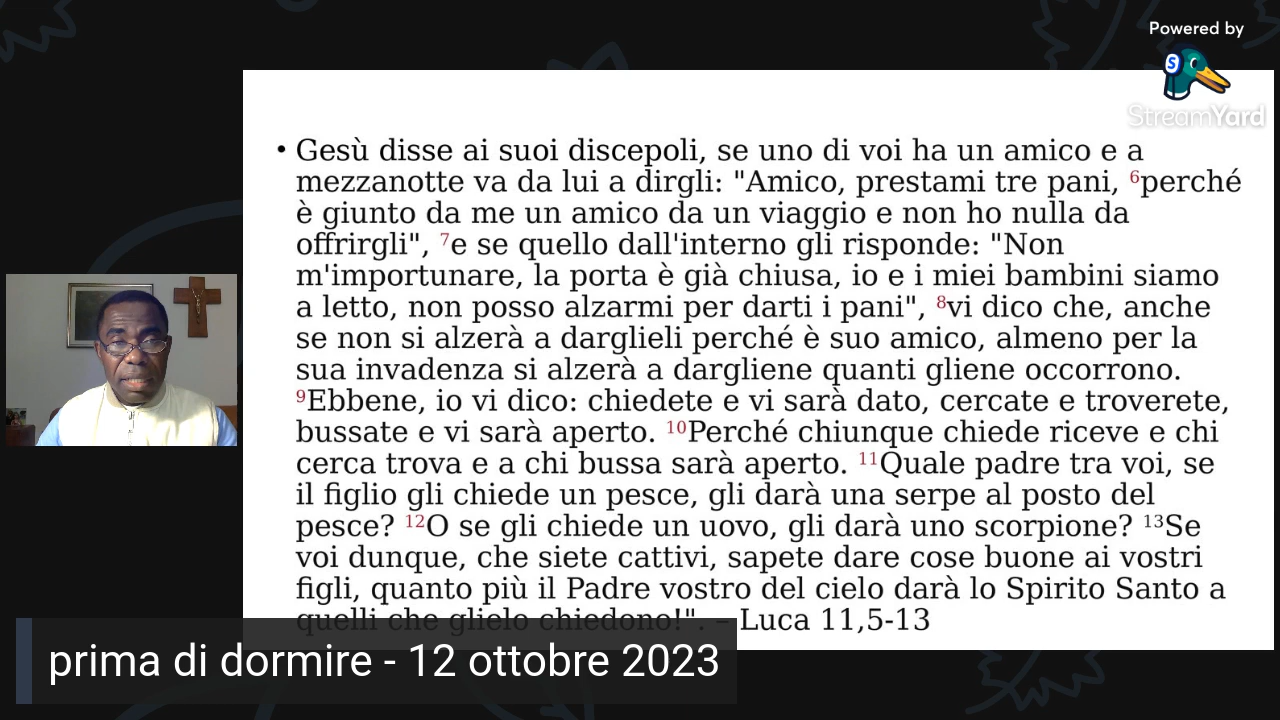 Powered by
StreamYard
• Gesù disse ai suoi discepoli, se uno di voi ha un amico e a
mezzanotte va da lui a dirgli: "Amico, prestami tre pani, 6perché
è giunto da me un amico da un viaggio e non ho nulla da
offrirgli", 7e se quello dall'interno gli risponde: "Non
m'importunare, la porta è già chiusa, io e i miei bambini siamo
a letto, non posso alzarmi per darti i pani", 8vi dico che, anche
se non si alzerà a darglieli perché è suo amico, almeno per la
sua invadenza si alzerà a dargliene quanti gliene occorrono.
9Ebbene, io vi dico: chiedete e vi sarà dato, cercate e troverete,
bussate e vi sarà aperto. 10Perché chiunque chiede riceve e chi
cerca trova e a chi bussa sarà aperto. 11Quale padre tra voi, se
il figlio gli chiede un pesce, gli darà una serpe al posto del
pesce? 12O se gli chiede un uovo, gli darà uno scorpione? 13Se
voi dunque, che siete cattivi, sapete dare cose buone ai vostri
figli, quanto più il Padre vostro del cielo darà lo Spirito Santo a
quelli che glielo chiedono!". – Luca 11,5-13
prima di dormire - 12 ottobre 2023